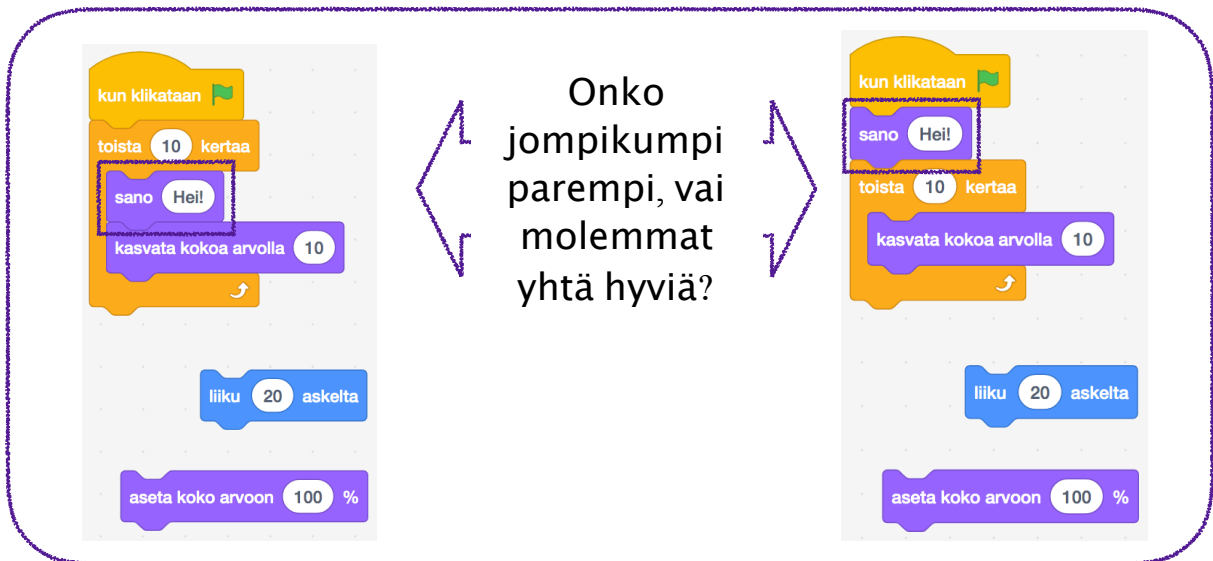 kun klikataan
toista 10 kertaa
sano Hei!
kasvata kokoa arvolla 10
liiku 20 askelta
aseta koko arvoon 100 %
Onko
jompikumpi
parempi, vai
molemmat
yhtä hyviä?
kun klikataan
sano Hei!
toista 10 kertaa
kasvata kokoa arvolla 10
liiku 20 askelta
aseta koko arvoon 100 %